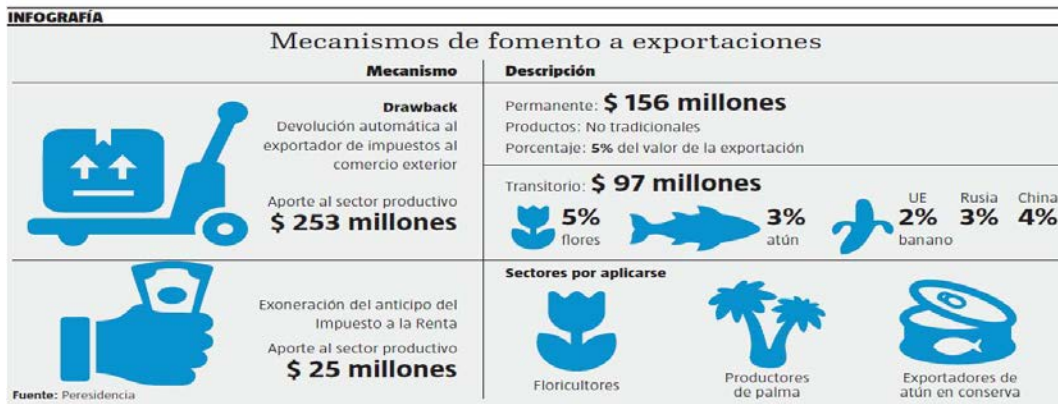 INFOGRAFÍA
Mecanismos de fomento a exportaciones
Mecanismo
Descripción
Drawback
Devolución automática al
exportador de impuestos al
comercio exterior
Aporte al sector productivo
$ 253 millones
Permanente: $ 156 millones
Productos: No tradicionales
Porcentaje: 5% del valor de la exportación
Transitorio: $ 97 millones
5%
flores
3%
atún
UE Rusia China
2% 3% 4%
banano
Exoneración del anticipo del
Impuesto a la Renta
Aporte al sector productivo
$ 25 millones
Sectores por aplicarse
Floricultores
Productores
de palma
Exportadores de
atún en conserva
Fuente: Peresidencia